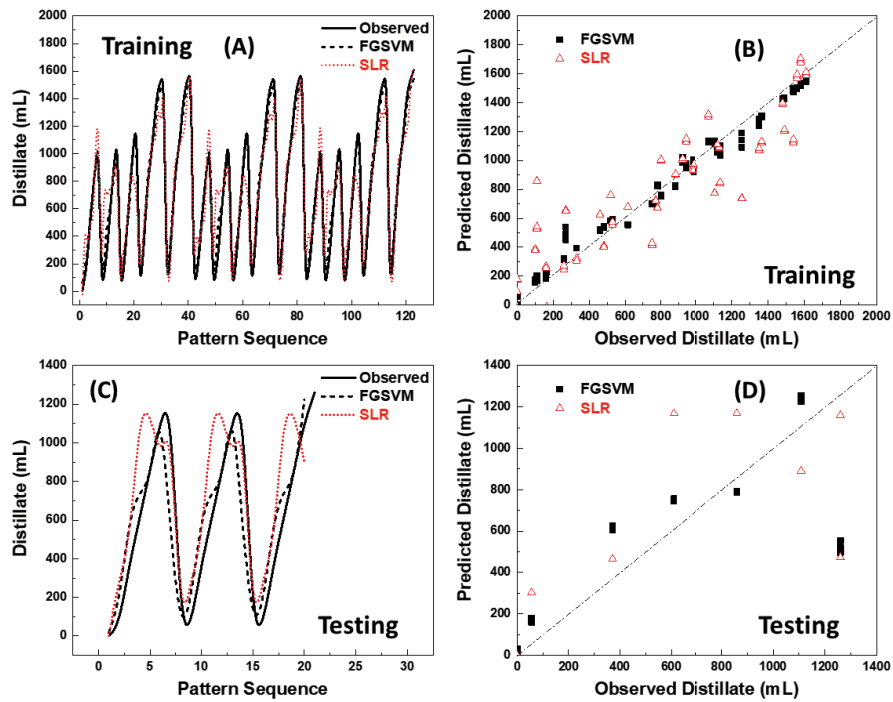 Training (A)
Observed
FGSVM
SLR
2000
1800
1600
1400
1200
1000
800
600
400
200
0
Distillate (mL)
0 20 40 60 80 100 120
Pattern Sequence
(B)
FGSVM
SLR
2000
1800
1600
1400
1200
1000
800
600
400
200
0
Predicted Distillate (mL)
Training
0 200 400 600 800 1000 1200 1400 1600 1800 2000
Observed Distillate (mL)
(C)
Observed
FGSVM
SLR
1400
1200
1000
800
600
400
200
0
Distillate (mL)
Testing
0 5 10 15 20 25 30
Pattern Sequence
(D)
FGSVM
SLR
1400
1200
1000
800
600
400
200
0
Predicted Distillate (mL)
Testing
0 200 400 600 800 1000 1200 1400
Observed Distillate (mL)